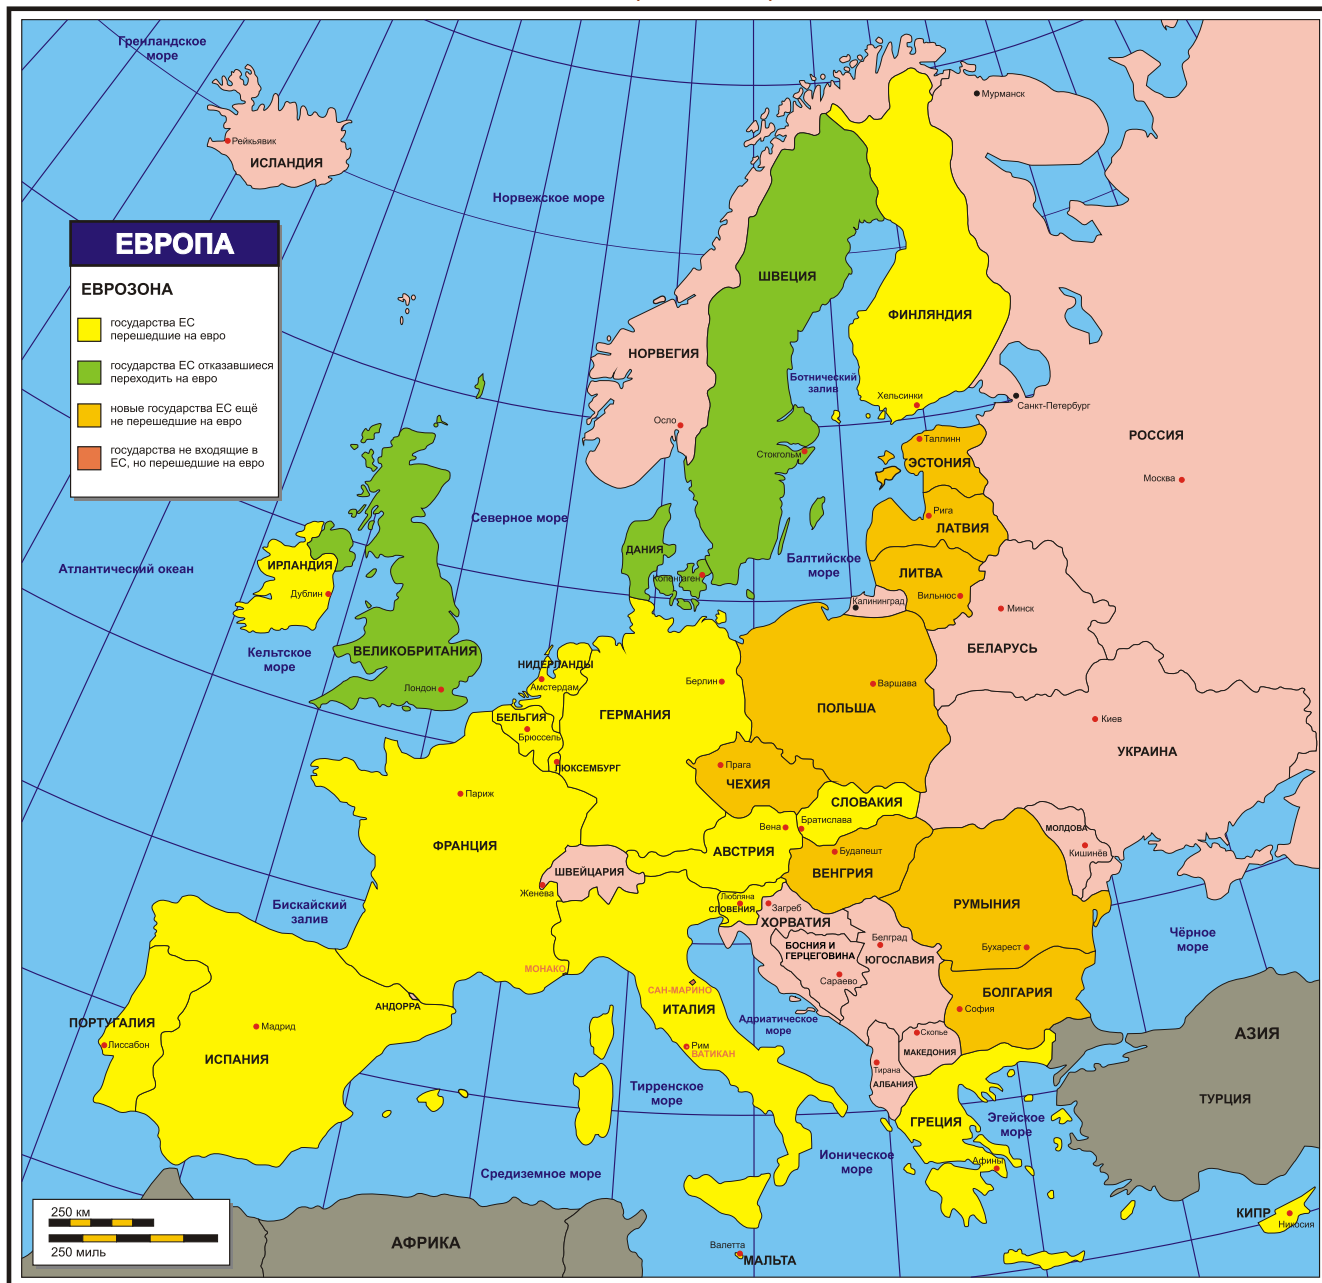 Гренландское
море
Мурманск
Рейкьявик
ИСЛАНДИЯ
Норвежское море
ЕВРОПА
ЕВРОЗОНА
государства ЕС
перешедшие на евро
государства ЕС отказавшиеся
переходить на евро
новые государства ЕС ещё
не перешедшие на евро
государства не входящие в
ЕС, но перешедшие на евро
ШВЕЦИЯ
ФИНЛЯНДИЯ
НОРВЕГИЯ
Ботнический
залив
Хельсинки
Санкт-Петербург
Осло
Стокгольм
Таллинн
ЭСТОНИЯ
РОССИЯ
Москва
Рига
ЛАТВИЯ
Северное море
ДАНИЯ
Копенгаген
Балтийское
море
ЛИТВА
Вильнюс
Калининград
Минск
БЕЛАРУСЬ
Атлантический океан
ИРЛАНДИЯ
Дублин
Кельтское
море
ВЕЛИКОБРИТАНИЯ
Лондон
НИДЕРЛАНДЫ
Амстердам
Берлин
ГЕРМАНИЯ
Варшава
ПОЛЬША
Киев
УКРАИНА
БЕЛЬГИЯ
Брюссель
ЛЮКСЕМБУРГ
Прага
ЧЕХИЯ
Париж
ФРАНЦИЯ
СЛОВАКИЯ
Братислава
Вена
АВСТРИЯ
Будапешт
ВЕНГРИЯ
МОЛДОВА
Кишинёв
ШВЕЙЦАРИЯ
Женева
Любляна
СЛОВЕНИЯ
Загреб
ХОРВАТИЯ
РУМЫНИЯ
Бухарест
Бискайский
залив
Белград
ЮГОСЛАВИЯ
БОСНИЯ И
ГЕРЦЕГОВИНА
Сараево
Чёрное
море
МОНАКО
САН-МАРИНО
ИТАЛИЯ
БОЛГАРИЯ
София
АНДОРРА
ПОРТУГАЛИЯ
Лиссабон
Мадрид
ИСПАНИЯ
Адриатическое
море
Рим
ВАТИКАН
Скопье
МАКЕДОНИЯ
Тирана
АЛБАНИЯ
АЗИЯ
ТУРЦИЯ
Тирренское
море
ГРЕЦИЯ
Эгейское
море
Афины
Ионическое
море
Средиземное море
250 км
250 миль
АФРИКА
Валетта
МАЛЬТА
КИПР
Никосия